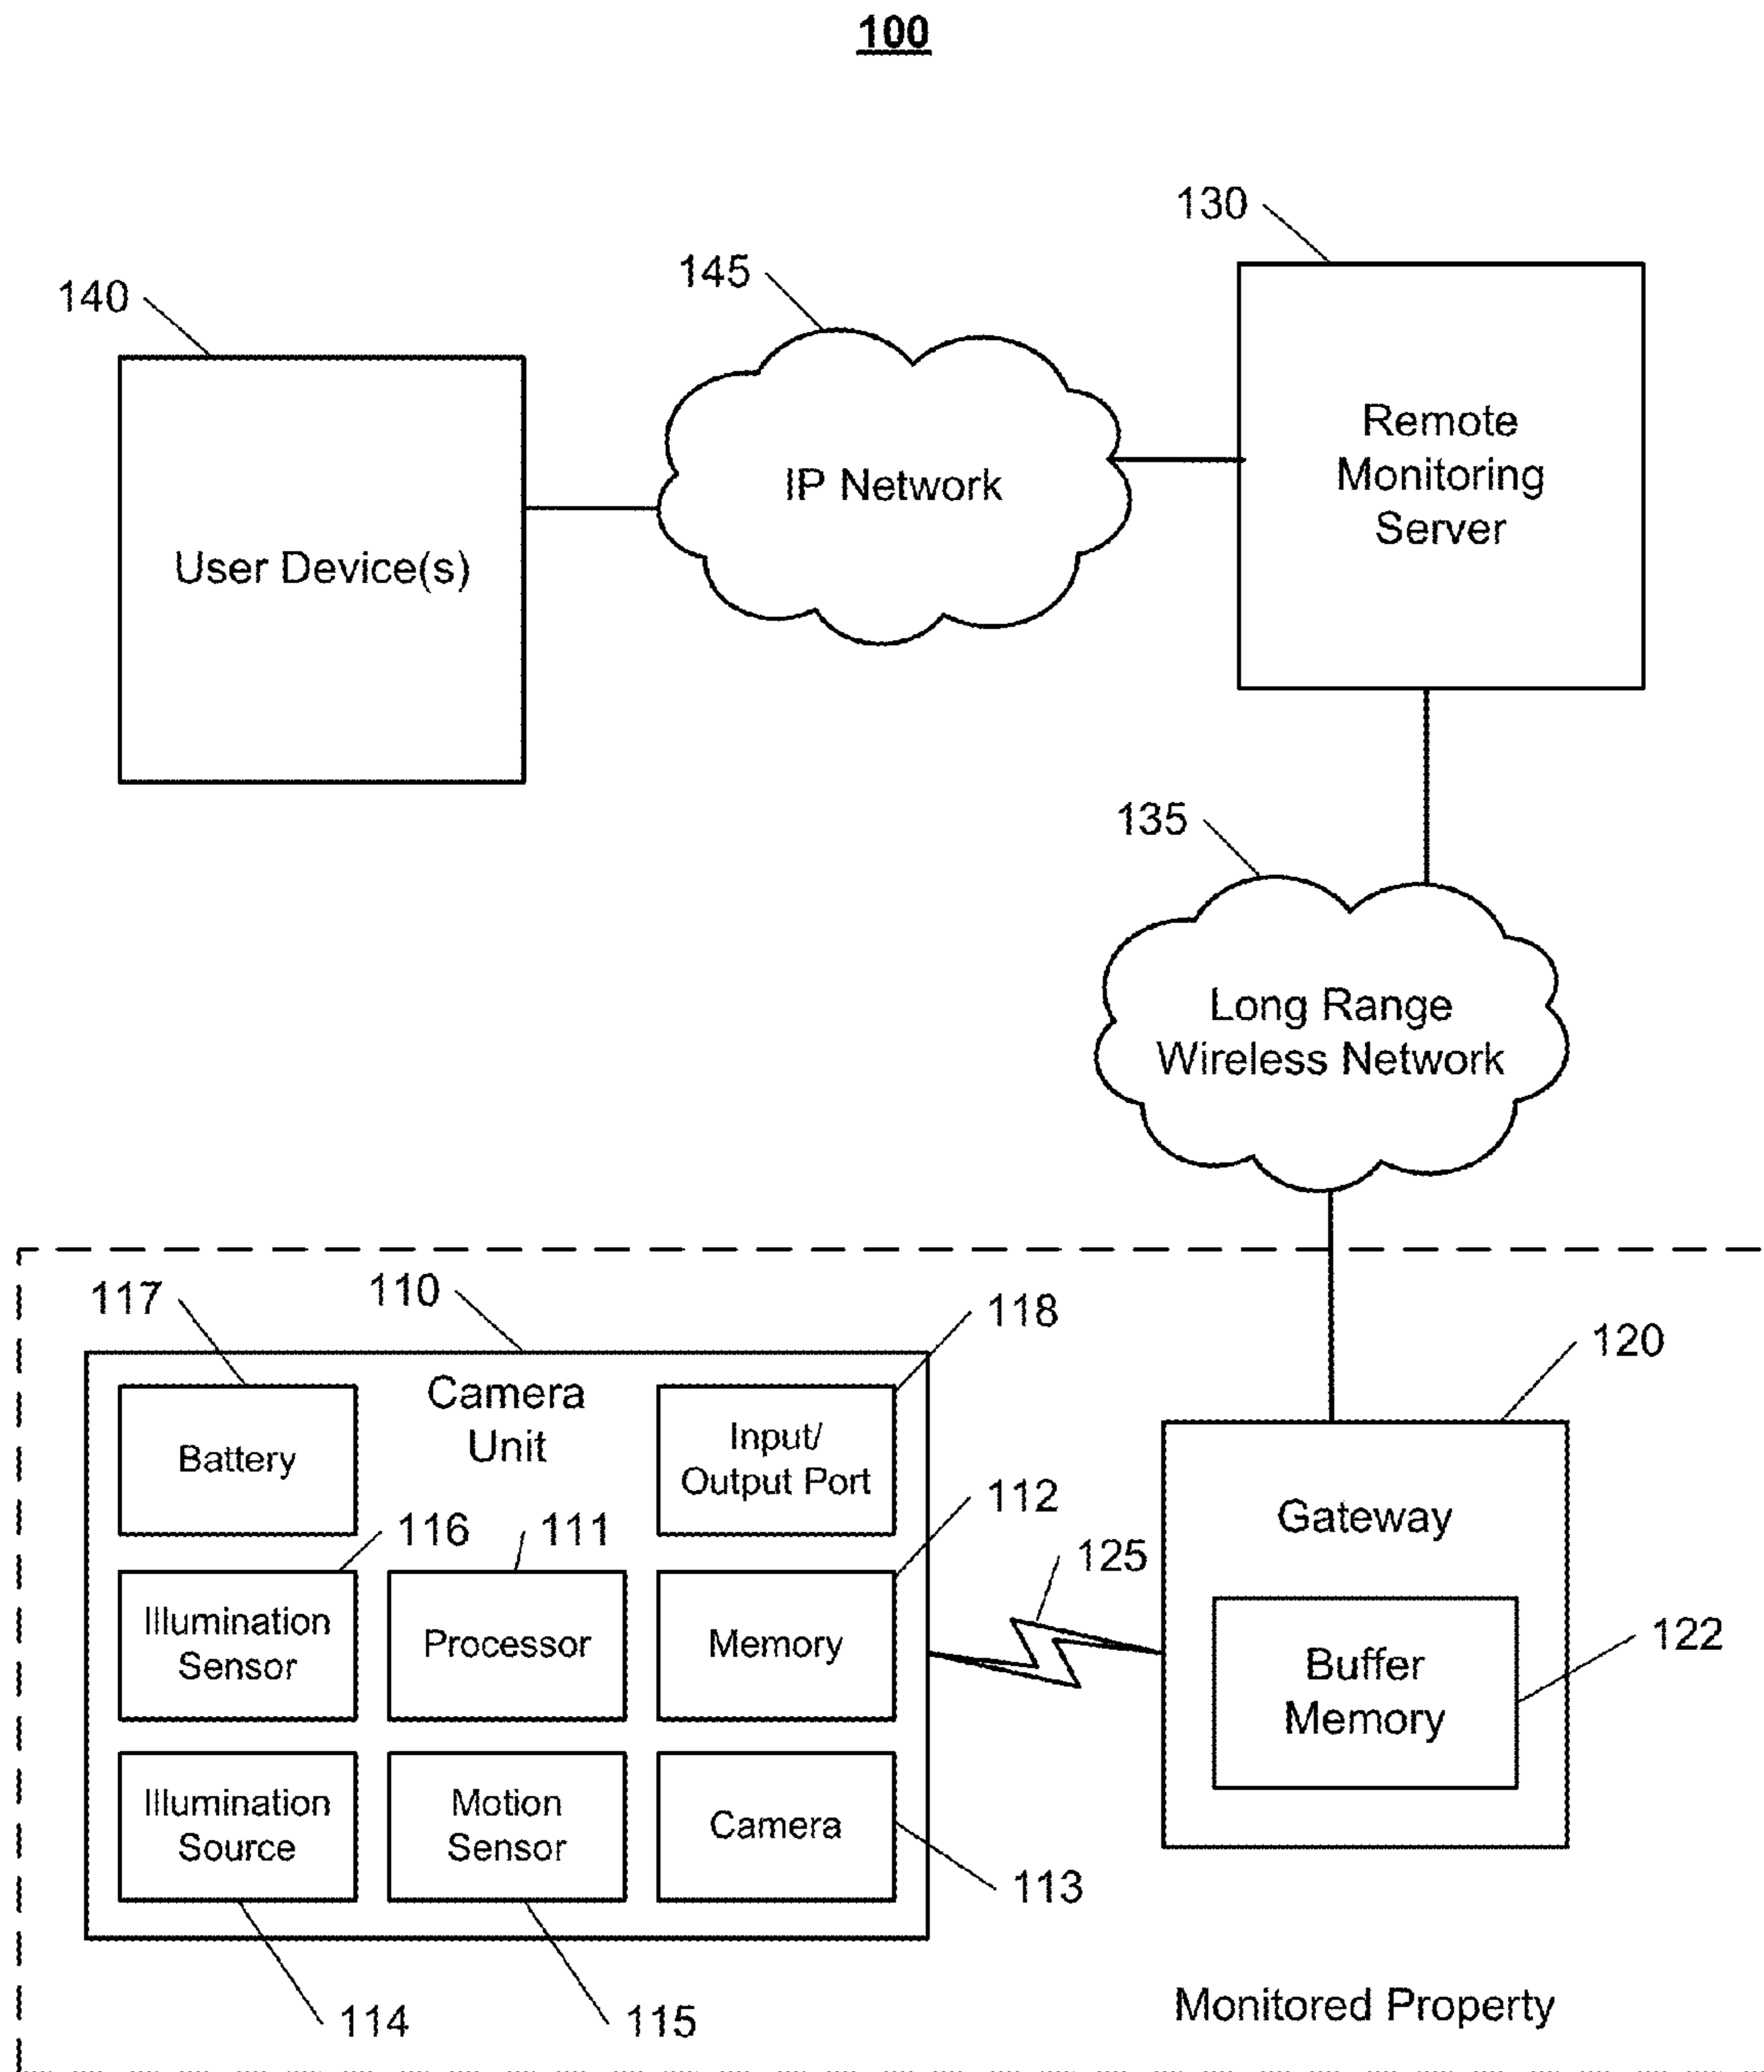 100
130
145
140
Remote
Monitoring
Server
IP Network
User Device(s)
135
Long Range
Wireless Network
117
110
118
120
Camera
Unit
Battery
Input/
Output Port
116
111
112
Gateway
125
Illumination
Sensor
Processor
Memory
122
Buffer
Memory
Illumination
Source
Motion
Sensor
Camera
113
114
115
Monitored Property